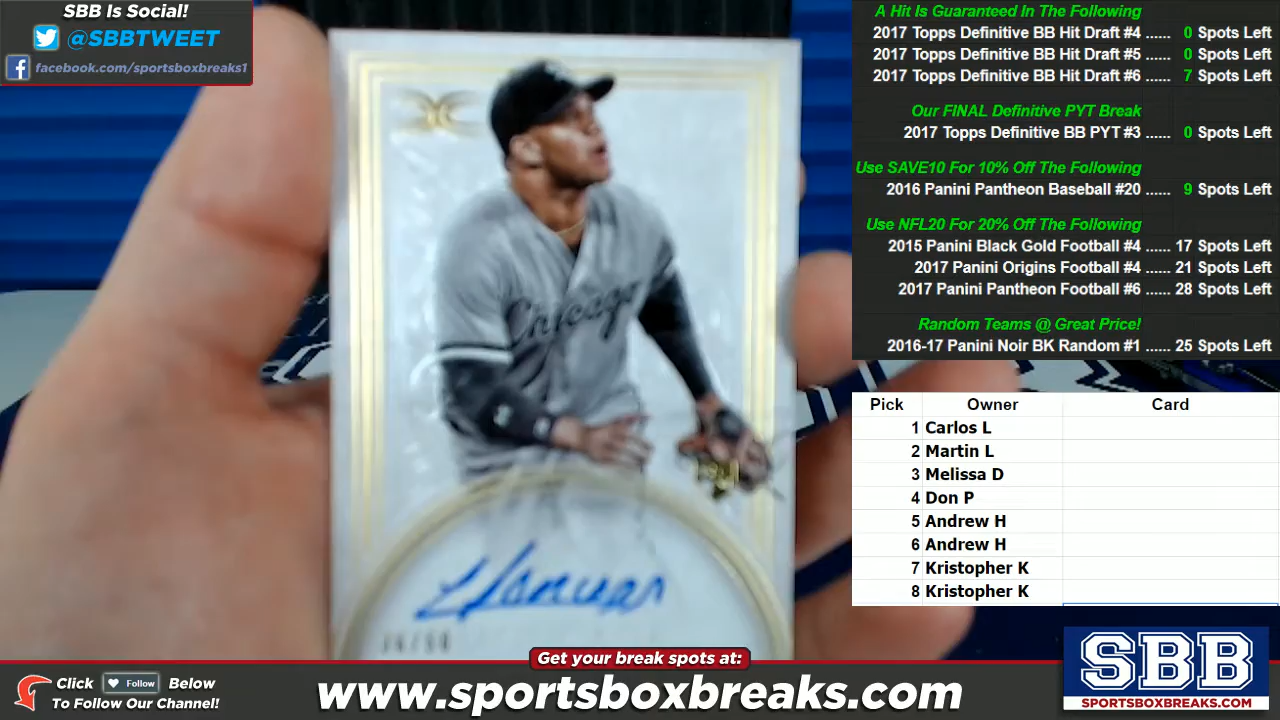 SBB Is Social!
@SBBTWEET
facebook.com/sportsboxbreaks1
A Hit Is Guaranteed In The Following
2017 Topps Definitive BB Hit Draft #4 ...... 0 Spots Left
2017 Topps Definitive BB Hit Draft #5 ...... 0 Spots Left
2017 Topps Definitive BB Hit Draft #6 ...... 7 Spots Left
Our FINAL Definitive PYT Break
2017 Topps Definitive BB PYT #3 ...... 0 Spots Left
Use SAVE10 For 10% Off The Following
2016 Panini Pantheon Baseball #20 ...... 9 Spots Left
Use NFL20 For 20% Off The Following
2015 Panini Black Gold Football #4 ...... 17 Spots Left
2017 Panini Origins Football #4 ...... 21 Spots Left
2017 Panini Pantheon Football #6 ...... 28 Spots Left
Random Teams @ Great Price!
2016-17 Panini Noir BK Random #1 ...... 25 Spots Left
Chicago
Pick Owner Card
1 Carlos L
2 Martin L
3 Melissa D
4 Don P
5 Andrew H
6 Andrew H
7 Kristopher K
8 Kristopher K
Get your break spots at:
Click Follow Below
To Follow Our Channel!
www.sportsboxbreaks.com
SBB
SPORTSBOXBREAKS.COM